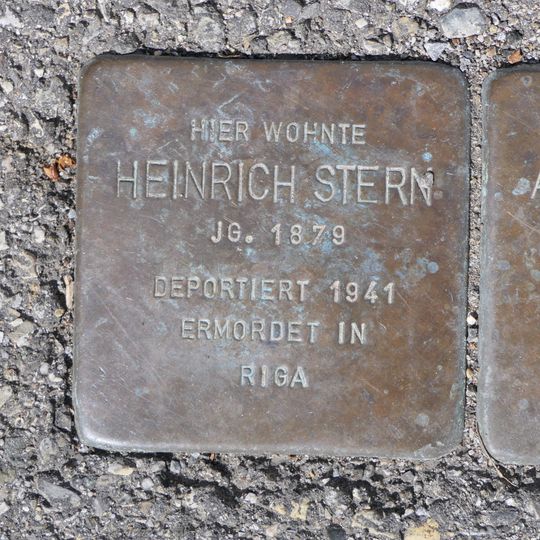 HIER WOHNTE
HEINRICH STERN
JG. 1879
DEPORTIERT 1941
ERMORDET IN
RIGA
A